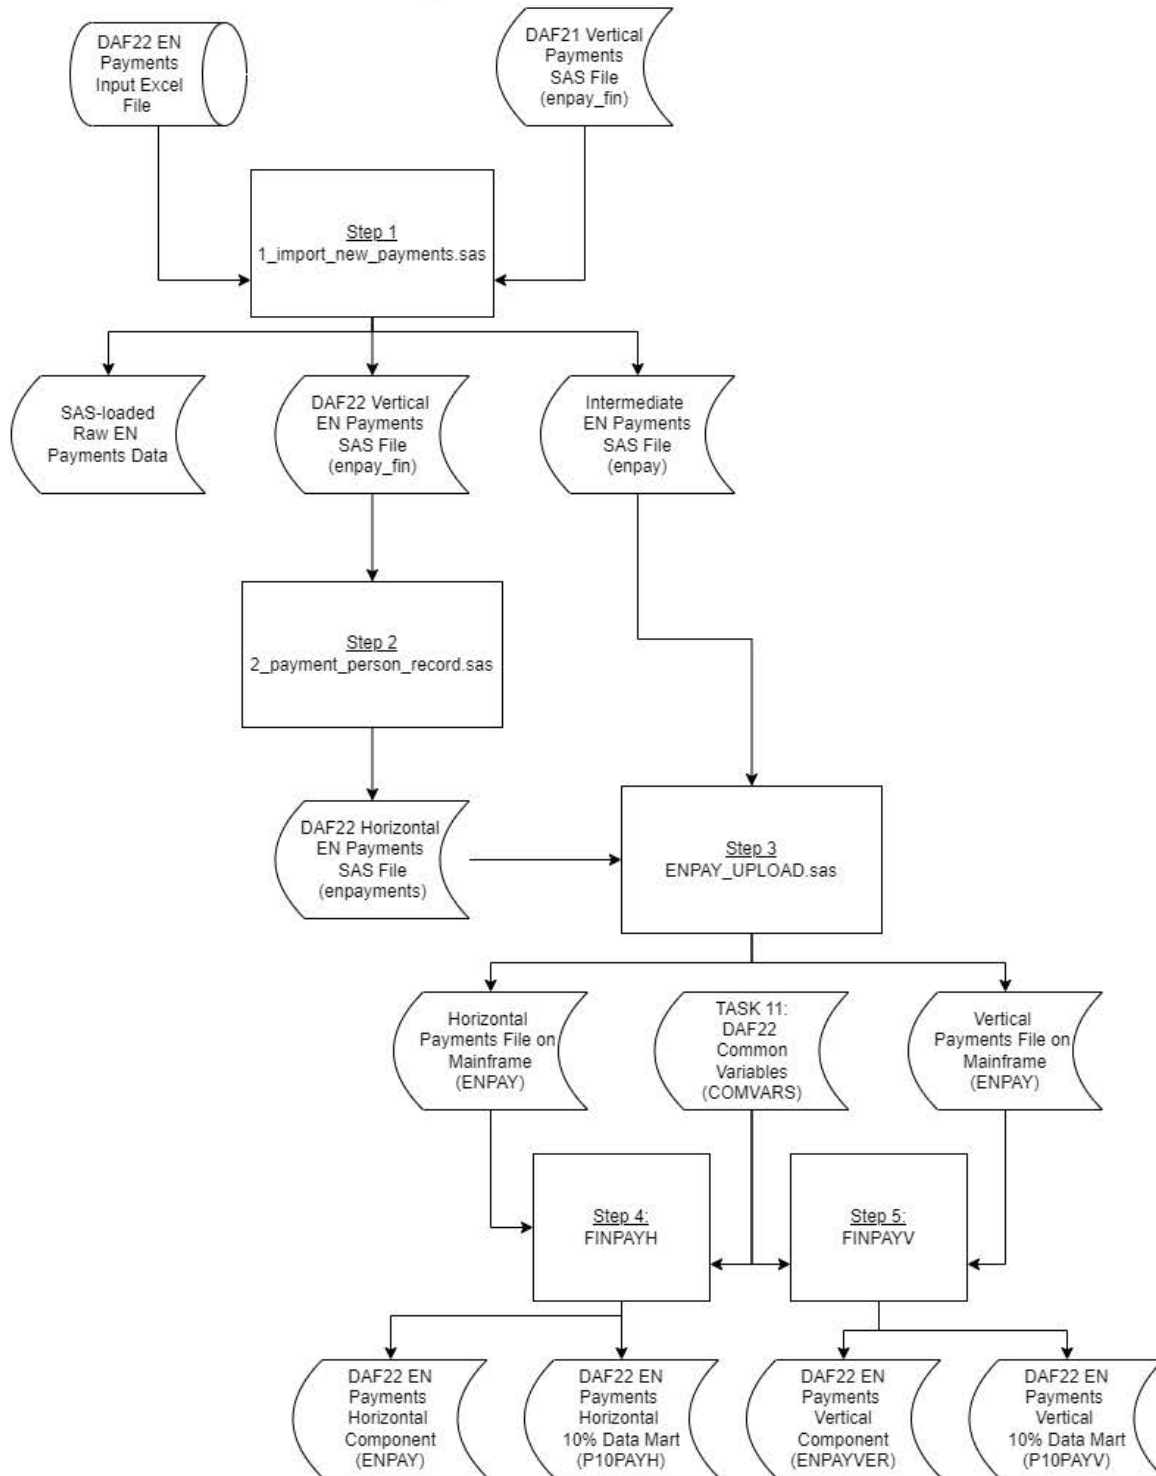 DAF22 EN
Payments
Input Excel
File
DAF21 Vertical
Payments
SAS File
(enpay_fin)
Step 1
1_import_new_payments.sas
SAS-loaded
Raw EN
Payments Data
DAF22 Vertical
EN Payments
SAS File
(enpay_fin)
Intermediate
EN Payments
SAS File
(enpay)
Step 2
2_payment_person_record.sas
DAF22 Horizontal
EN Payments
SAS File
(enpayments)
Step 3
ENPAY_UPLOAD.sas
Horizontal
Payments File on
Mainframe
(ENPAY)
TASK 11:
DAF22
Common
Variables
(COMVARS)
Vertical
Payments File on
Mainframe
(ENPAY)
Step 4:
FINPAYH
Step 5:
FINPAYV
DAF22 EN
Payments
Horizontal
Component
(ENPAY)
DAF22 EN
Payments
Horizontal
10% Data Mart
(P10PAYH)
DAF22 EN
Payments
Vertical
Component
(ENPAYVER)
DAF22 EN
Payments
Vertical
10% Data Mart
(P10PAYV)